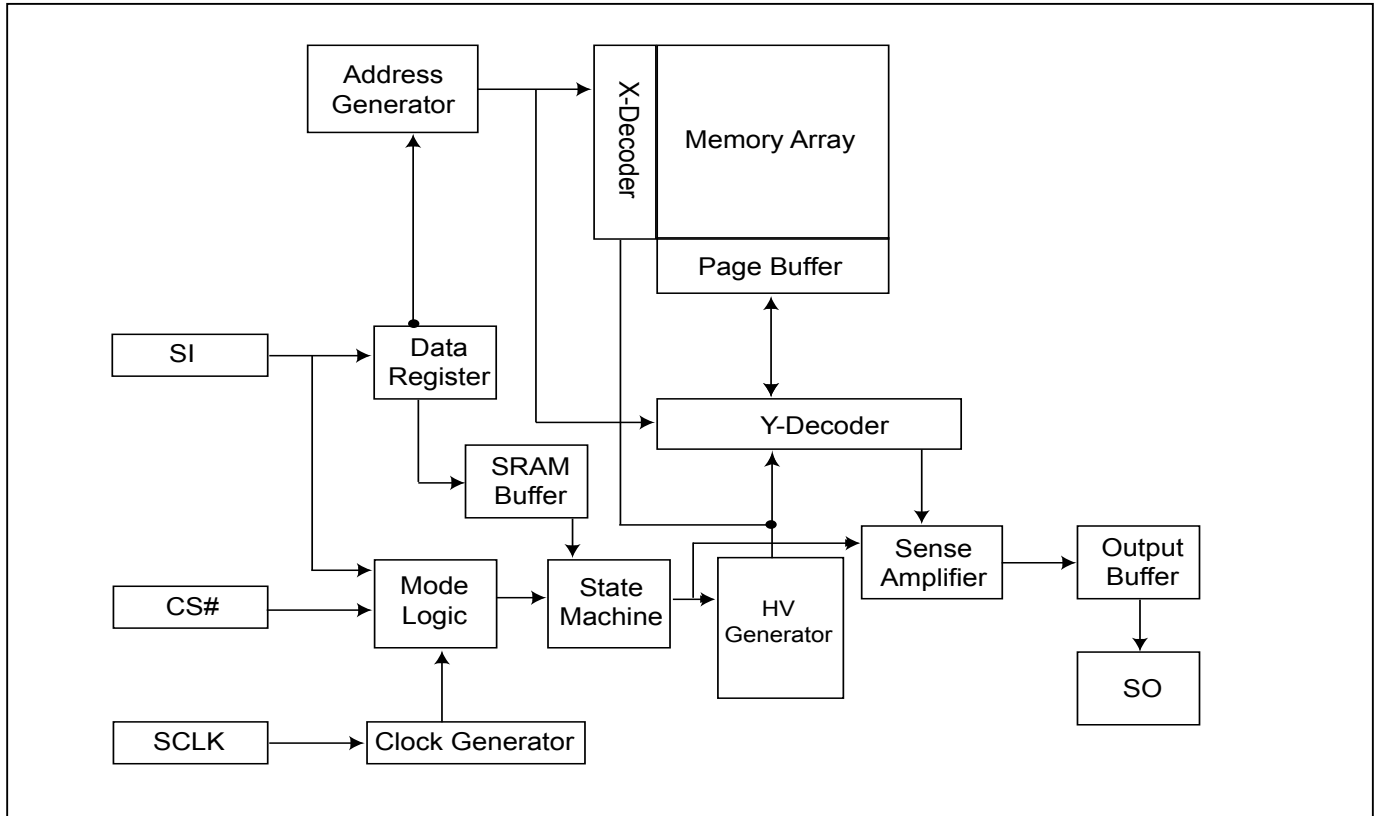 Address
Generator
X-Decoder
Memory Array
Page Buffer
SI
Data
Register
Y-Decoder
SRAM
Buffer
Sense
Amplifier
Output
Buffer
CS#
Mode
Logic
State
Machine
HV
Generator
SO
SCLK
Clock Generator